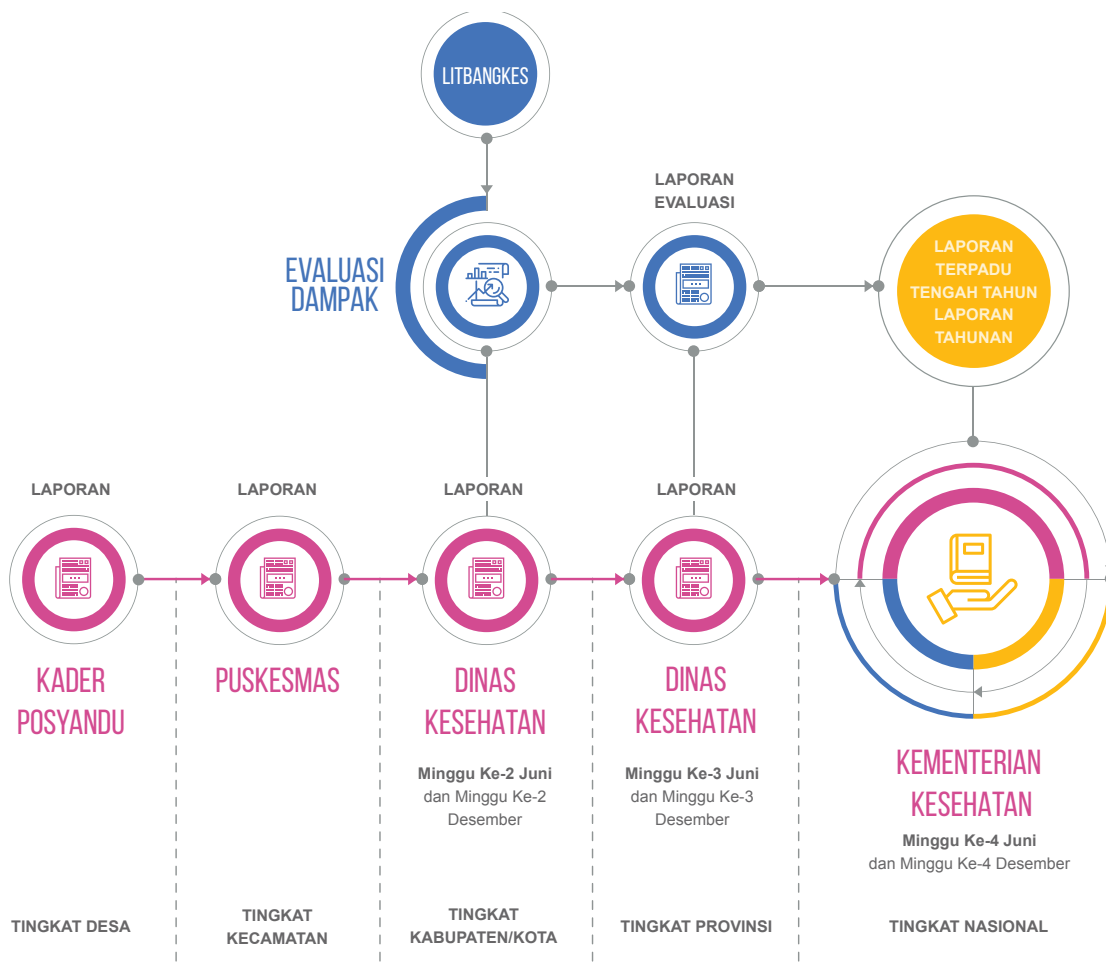 LITBANGKES
LAPORAN
EVALUASI
EVALUASI
DAMPAK
LAPORAN
TERPADU
TENGAH TAHUN
LAPORAN
TAHUNAN
LAPORAN
LAPORAN
LAPORAN
LAPORAN
KADER
POSYANDU
PUSKESMAS
DINAS
KESEHATAN
Minggu Ke-2 Juni
dan Minggu Ke-2
Desember
DINAS
KESEHATAN
Minggu Ke-3 Juni
dan Minggu Ke-3
Desember
KEMENTERIAN
KESEHATAN
Minggu Ke-4 Juni
dan Minggu Ke-4 Desember
TINGKAT DESA
TINGKAT
KECAMATAN
TINGKAT
KABUPATEN/KOTA
TINGKAT PROVINSI
TINGKAT NASIONAL